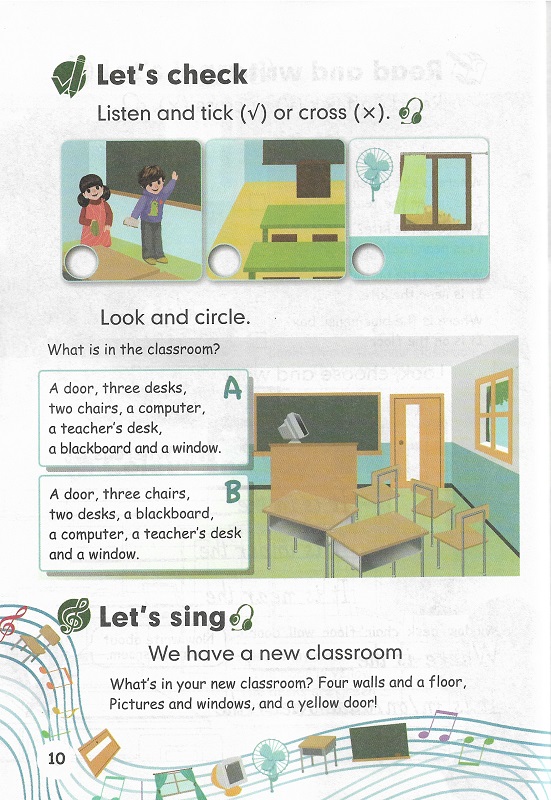 Let's check
Listen and tick (√) or cross (×).
Look and circle.
What is in the classroom?
A door, three desks,
two chairs, a computer,
a teacher's desk,
a blackboard and a window.
A
A door, three chairs,
two desks, a blackboard,
a computer, a teacher's desk
and a window.
B
Let's sing
We have a new classroom
What's in your new classroom? Four walls and a floor,
Pictures and windows, and a yellow door!
10